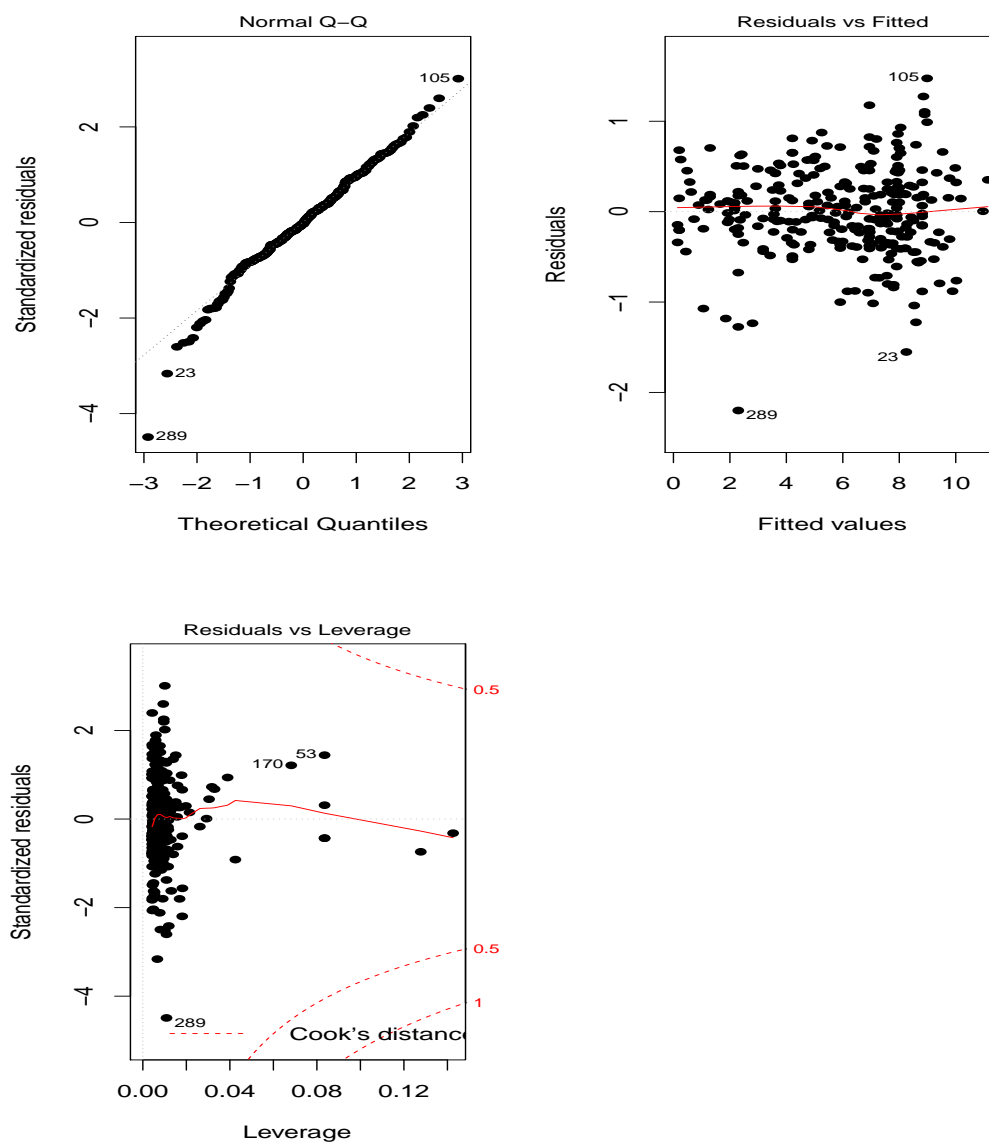 Normal Q−Q
Standardized residuals
2
0
−2
−4
105
23
289
−3 −2 −1 0 1 2 3
Theoretical Quantiles
Residuals vs Fitted
Residuals
1
0
−1
−2
105
23
289
0 2 4 6 8 10
Fitted values
Residuals vs Leverage
Standardized residuals
2
0
−2
−4
0.5
53
170
0.5
1
289
Cook's distance
0.00 0.04 0.08 0.12
Leverage